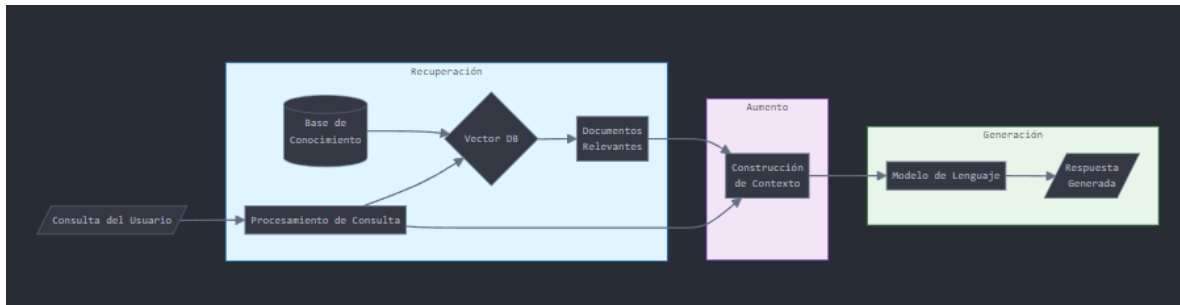 Recuperación
Base de
Conocimiento
Vector DB
Documentos
Relevantes
Consulta del Usuario
Procesamiento de Consulta
Aumento
Construcción
de Contexto
Generación
Modelo de Lenguaje
Respuesta
Generada